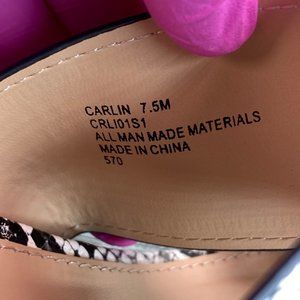 CARLIN 7.5M
CRLI01S1
ALL MAN MADE MATERIALS
MADE IN CHINA
570